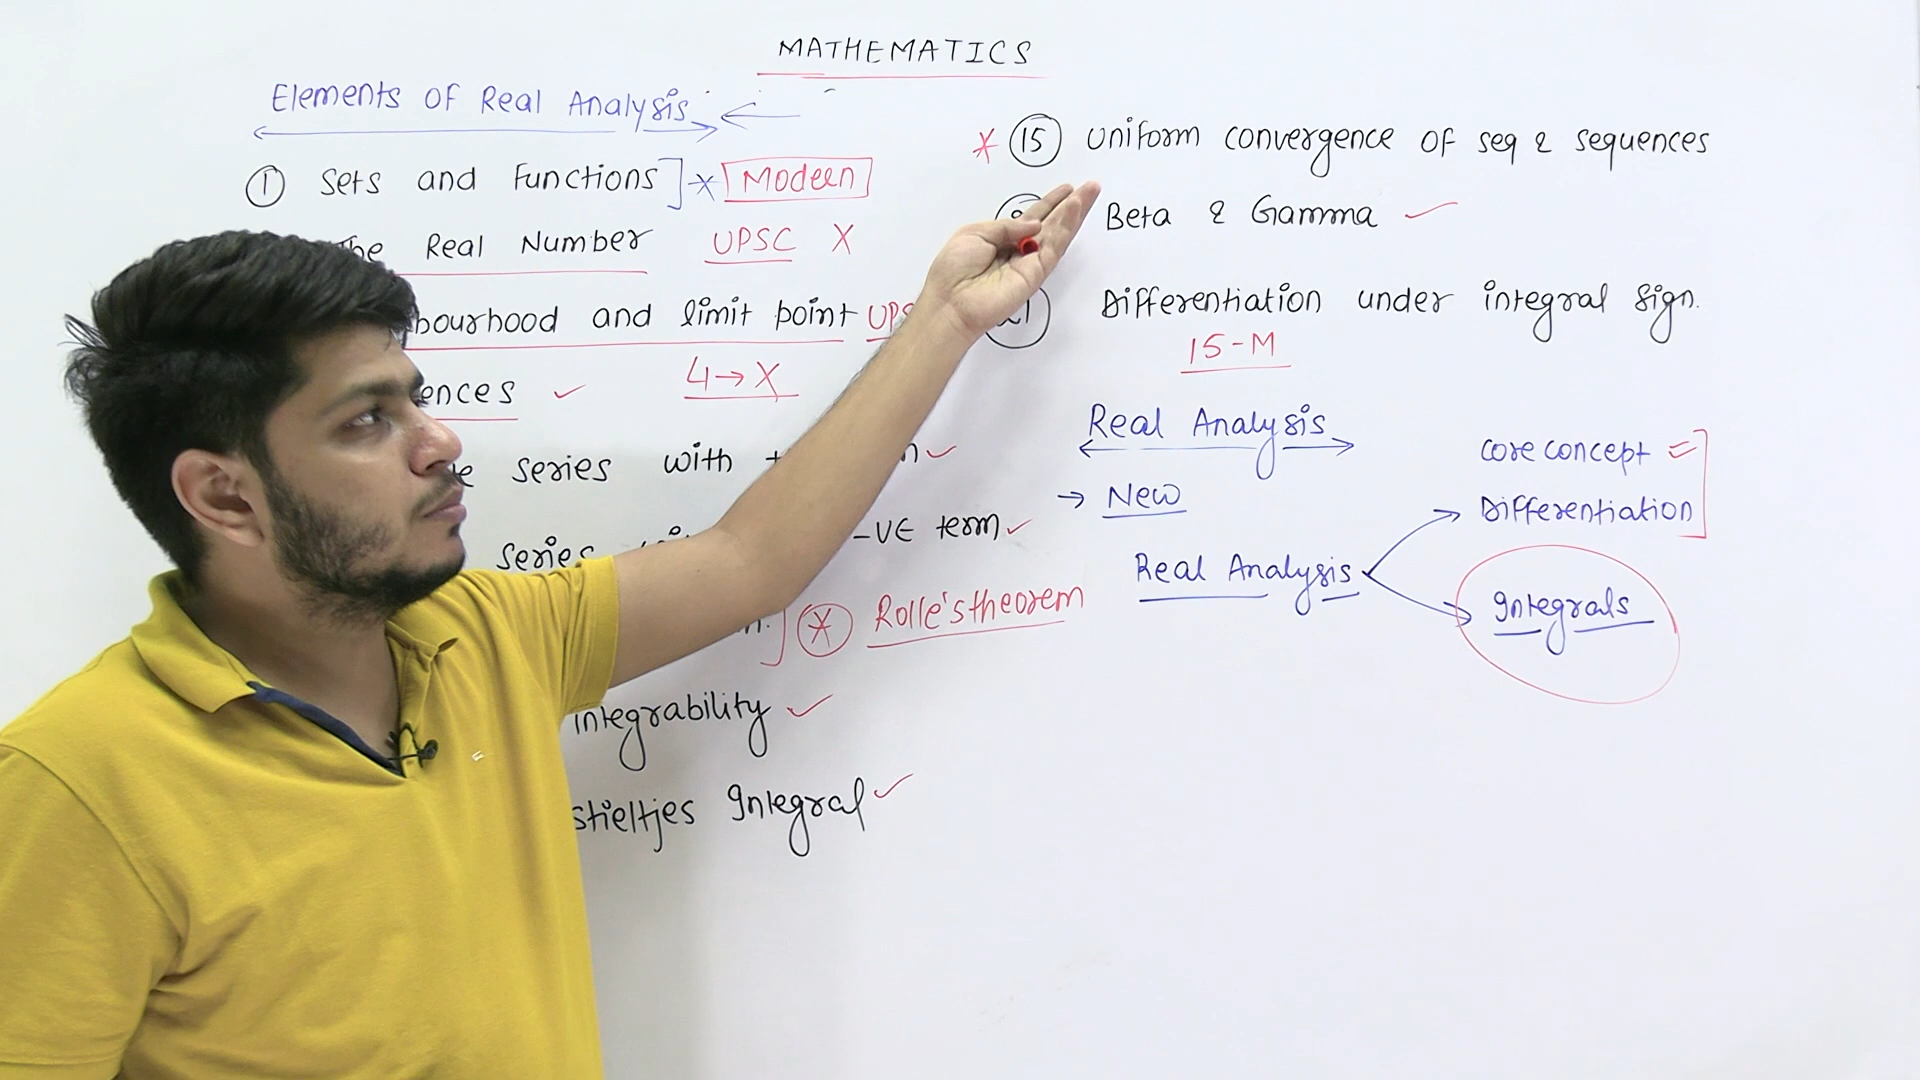 MATHEMATICS
Elements OF Real Analysis
① Sets and Functions ] * Modern
The Real Number UPSC X
bourhood and limit point UPS
ences ✓ 4→X
series with
series -VE term ✓
* Rolle's theorem
integrability ✓
stieltjes Integral ✓
* ⑮ Uniform convergence OF seq & sequences
Beta & Gamma ✓
Differentiation under integral sign.
15-M
Real Analysis
→ New
Real Analysis
core concept
Differentiation
Integrals